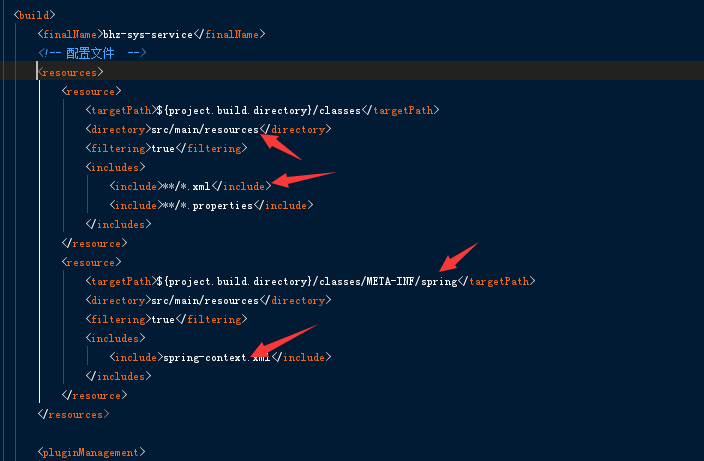 <build>
<finalName>bhz-sys-service</finalName>
<!-- 配置文件  -->
<resources>
<resource>
<targetPath>${project.build.directory}/classes</targetPath>
<directory>src/main/resources</directory>
<filtering>true</filtering>
<includes>
<include>**/*.xml</include>
<include>**/*.properties</include>
</includes>
</resource>
<resource>
<targetPath>${project.build.directory}/classes/META-INF/spring</targetPath>
<directory>src/main/resources</directory>
<filtering>true</filtering>
<includes>
<include>spring-context.xml</include>
</includes>
</resource>
</resources>
<pluginManagement>